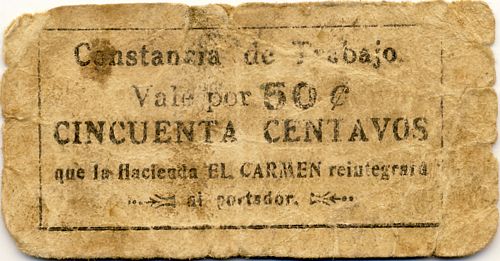 Constancia de Trabajo.
Vale por 50 ¢
CINCUENTA CENTAVOS
que la Hacienda EL CARMEN reintegrará
al portador.